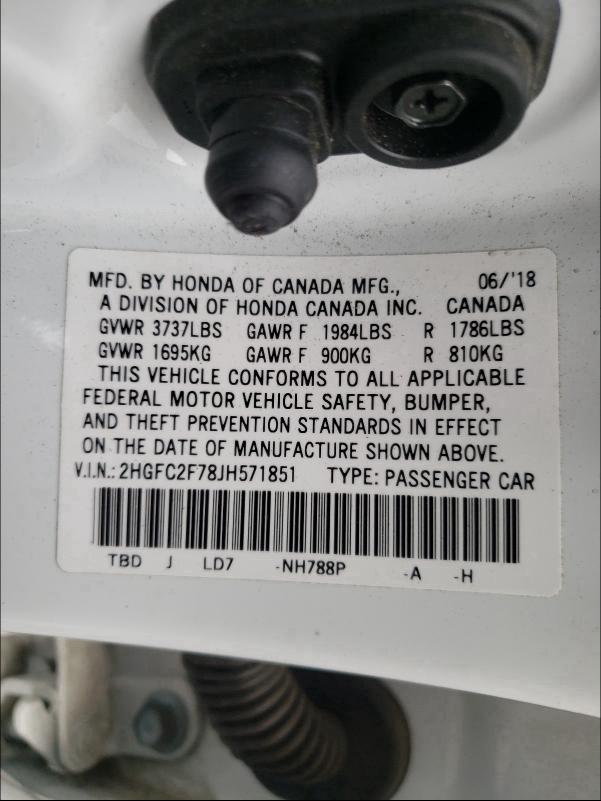 MFD. BY HONDA OF CANADA MFG., 06/'18
A DIVISION OF HONDA CANADA INC. CANADA
GVWR 3737LBS GAWR F 1984LBS R 1786LBS
GVWR 1695KG GAWR F 900KG R 810KG
THIS VEHICLE CONFORMS TO ALL APPLICABLE
FEDERAL MOTOR VEHICLE SAFETY, BUMPER,
AND THEFT PREVENTION STANDARDS IN EFFECT
ON THE DATE OF MANUFACTURE SHOWN ABOVE.
V.I.N.: 2HGFC2F78JH571851 TYPE: PASSENGER CAR
TBD J LD7 -NH788P -A -H